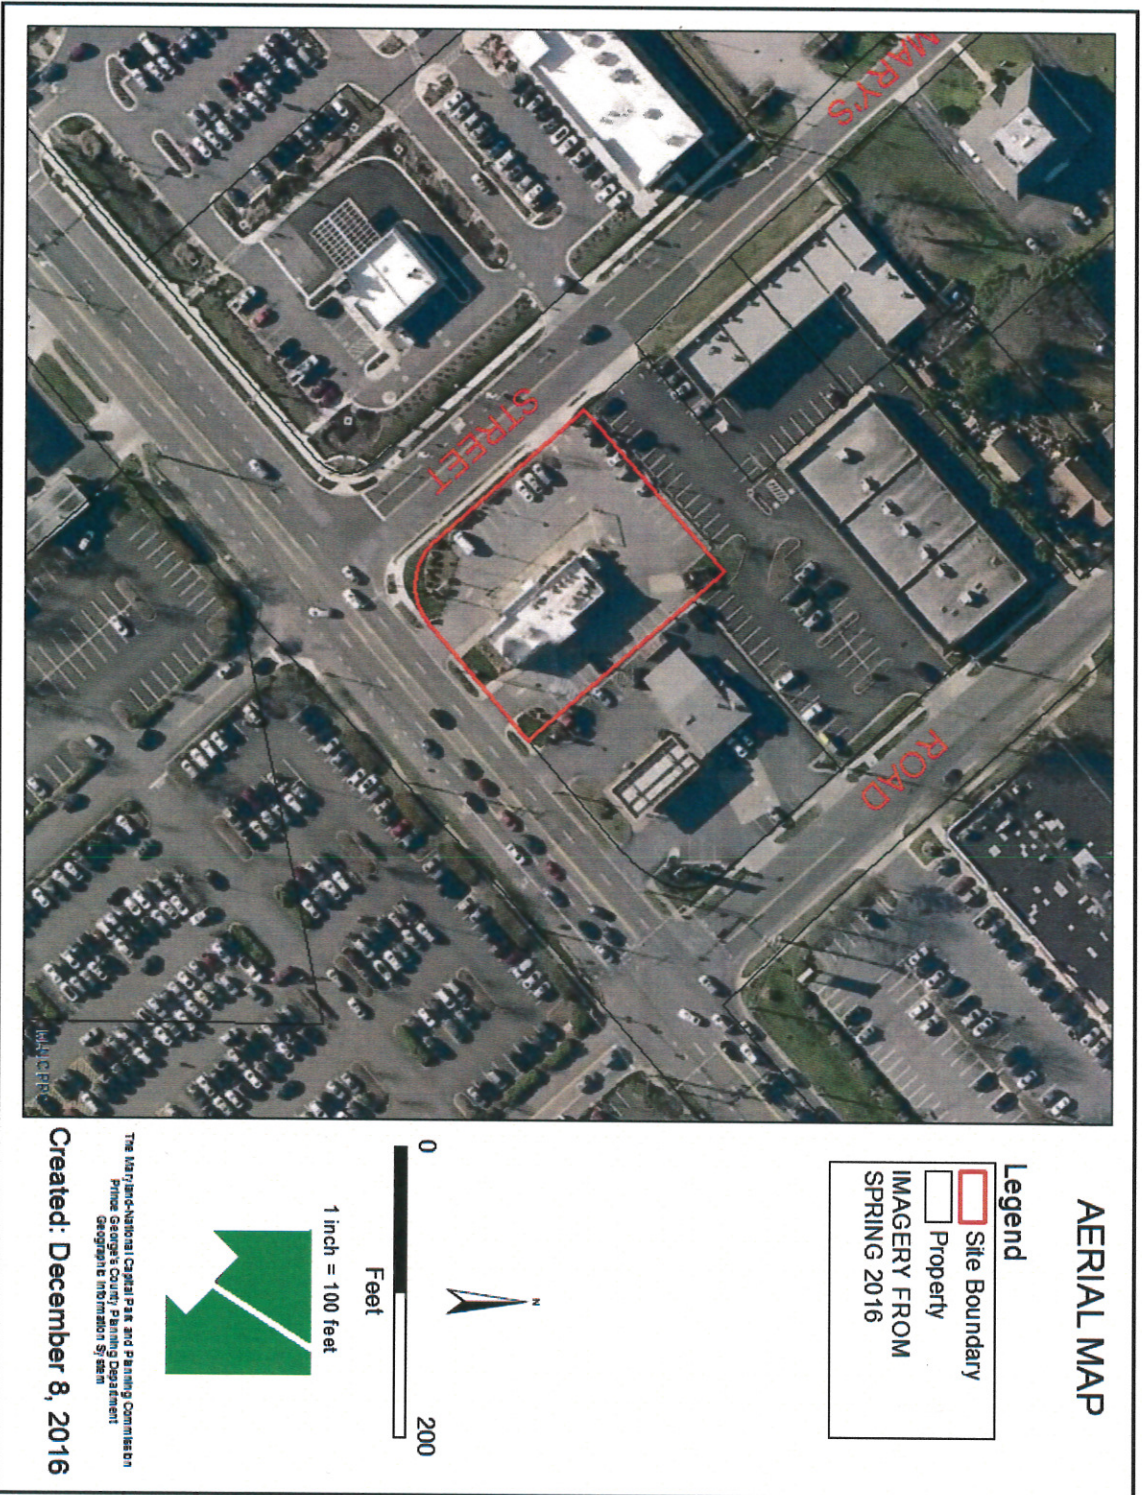 AERIAL MAP
Legend
Site Boundary
Property
IMAGERY FROM
SPRING 2016
MARY'S
STREET
ROAD
N
0
200
Feet
1 inch = 100 feet
The Maryland-National Capital Park and Planning Commission
Prince George's County Planning Department
Geographic Information System
Created: December 8, 2016